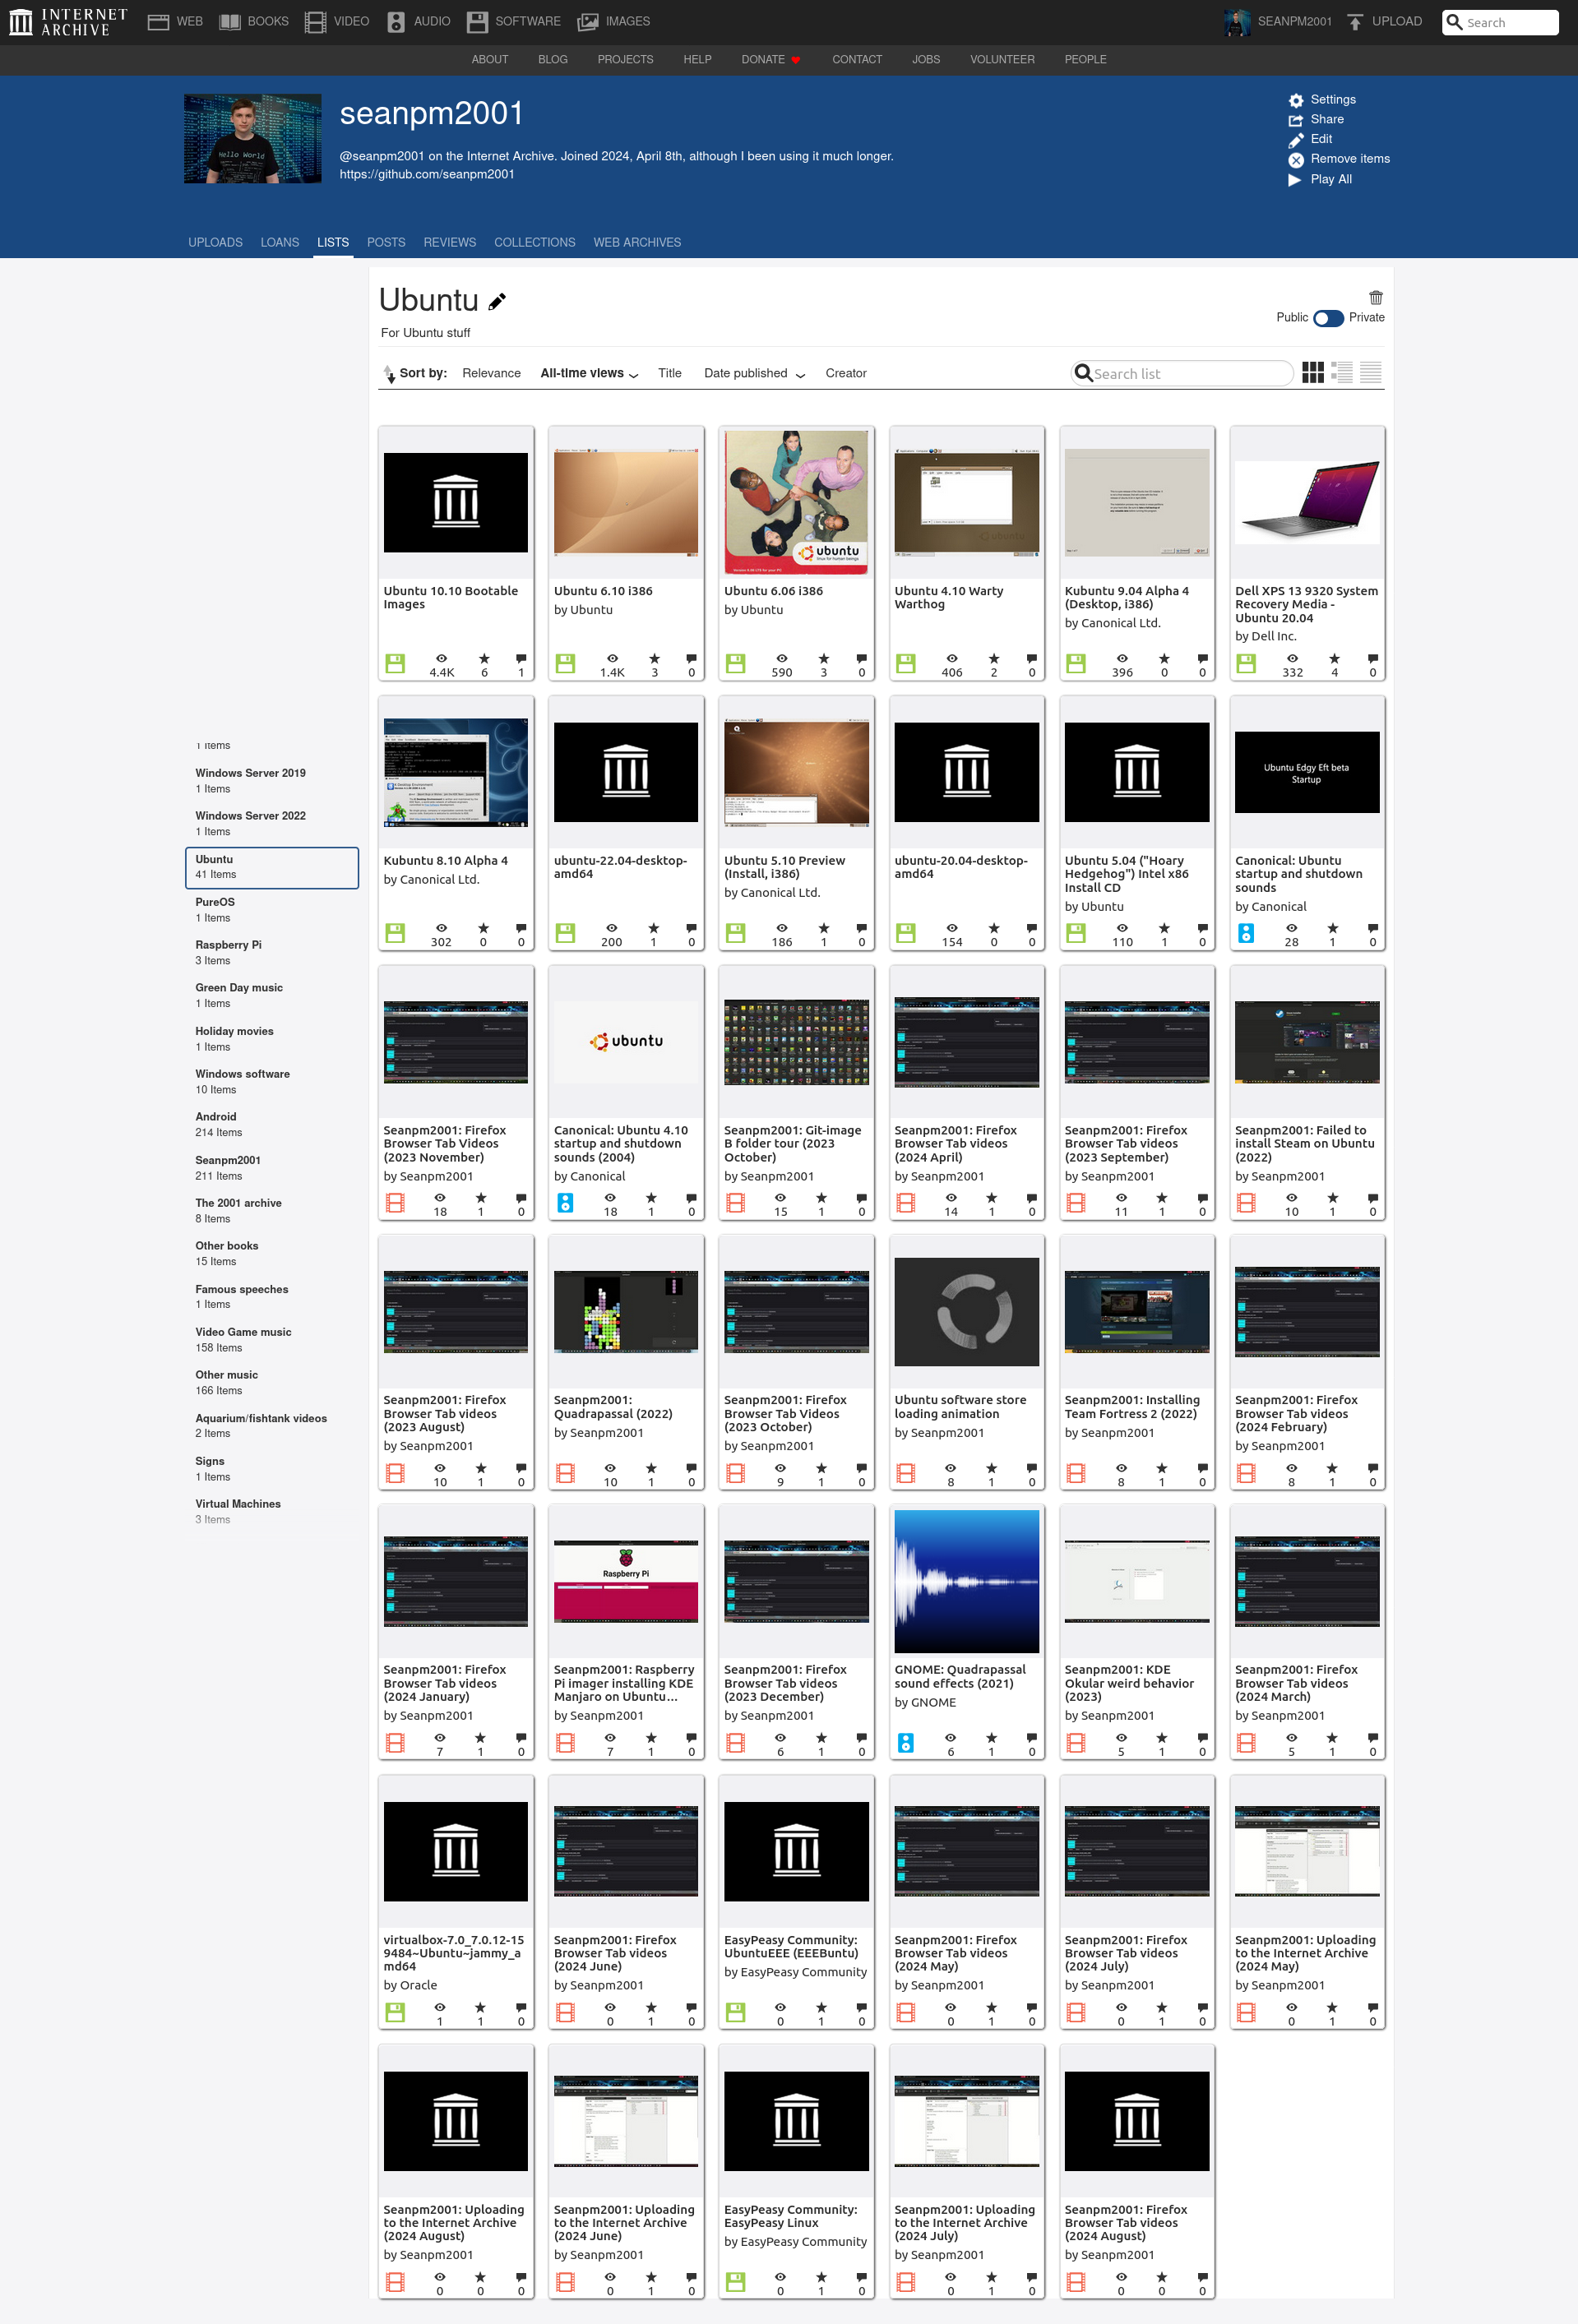 INTERNET ARCHIVE
WEB
BOOKS
VIDEO
AUDIO
SOFTWARE
IMAGES
SEANPM2001
UPLOAD
Search
ABOUT
BLOG
PROJECTS
HELP
DONATE
CONTACT
JOBS
VOLUNTEER
PEOPLE
Hello World
seanpm2001
@seanpm2001 on the Internet Archive. Joined 2024, April 8th, although I been using it much longer.
https://github.com/seanpm2001
Settings
Share
Edit
Remove items
Play All
UPLOADS
LOANS
LISTS
POSTS
REVIEWS
COLLECTIONS
WEB ARCHIVES
1 Items
Windows Server 2019
1 Items
Windows Server 2022
1 Items
Ubuntu
41 Items
PureOS
1 Items
Raspberry Pi
3 Items
Green Day music
1 Items
Holiday movies
1 Items
Windows software
10 Items
Android
214 Items
Seanpm2001
211 Items
The 2001 archive
8 Items
Other books
15 Items
Famous speeches
1 Items
Video Game music
158 Items
Other music
166 Items
Aquarium/fishtank videos
2 Items
Signs
1 Items
Virtual Machines
3 Items
Ubuntu
For Ubuntu stuff
Public
Private
Sort by:
Relevance
All-time views
Title
Date published
Creator
Search list
Ubuntu 10.10 Bootable
Images
4.4K 6 1
Ubuntu 6.10 i386
by Ubuntu
1.4K 3 0
ubuntu
linux for human beings
Ubuntu 6.06 i386
by Ubuntu
590 3 0
Ubuntu 4.10 Warty
Warthog
406 2 0
Kubuntu 9.04 Alpha 4
(Desktop, i386)
by Canonical Ltd.
396 0 0
Dell XPS 13 9320 System
Recovery Media -
Ubuntu 20.04
by Dell Inc.
332 4 0
Kubuntu 8.10 Alpha 4
by Canonical Ltd.
302 0 0
ubuntu-22.04-desktop-
amd64
200 1 0
Ubuntu 5.10 Preview
(Install, i386)
by Canonical Ltd.
186 1 0
ubuntu-20.04-desktop-
amd64
154 0 0
Ubuntu 5.04 ("Hoary
Hedgehog") Intel x86
Install CD
by Ubuntu
110 1 0
Ubuntu Edgy Eft beta
Startup
Canonical: Ubuntu
startup and shutdown
sounds
by Canonical
28 1 0
Seanpm2001: Firefox
Browser Tab Videos
(2023 November)
by Seanpm2001
18 1 0
ubuntu
Canonical: Ubuntu 4.10
startup and shutdown
sounds (2004)
by Canonical
18 1 0
Seanpm2001: Git-image
B folder tour (2023
October)
by Seanpm2001
15 1 0
Seanpm2001: Firefox
Browser Tab videos
(2024 April)
by Seanpm2001
14 1 0
Seanpm2001: Firefox
Browser Tab videos
(2023 September)
by Seanpm2001
11 1 0
Seanpm2001: Failed to
install Steam on Ubuntu
(2022)
by Seanpm2001
10 1 0
Seanpm2001: Firefox
Browser Tab videos
(2023 August)
by Seanpm2001
10 1 0
Seanpm2001:
Quadrapassal (2022)
by Seanpm2001
10 1 0
Seanpm2001: Firefox
Browser Tab Videos
(2023 October)
by Seanpm2001
9 1 0
Ubuntu software store
loading animation
by Seanpm2001
8 1 0
Seanpm2001: Installing
Team Fortress 2 (2022)
by Seanpm2001
8 1 0
Seanpm2001: Firefox
Browser Tab videos
(2024 February)
by Seanpm2001
8 1 0
Seanpm2001: Firefox
Browser Tab videos
(2024 January)
by Seanpm2001
7 1 0
Raspberry Pi
Seanpm2001: Raspberry
Pi imager installing KDE
Manjaro on Ubuntu...
by Seanpm2001
7 1 0
Seanpm2001: Firefox
Browser Tab videos
(2023 December)
by Seanpm2001
6 1 0
GNOME: Quadrapassal
sound effects (2021)
by GNOME
6 1 0
Seanpm2001: KDE
Okular weird behavior
(2023)
by Seanpm2001
5 1 0
Seanpm2001: Firefox
Browser Tab videos
(2024 March)
by Seanpm2001
5 1 0
virtualbox-7.0_7.0.12-15
9484~Ubuntu~jammy_a
md64
by Oracle
1 1 0
Seanpm2001: Firefox
Browser Tab videos
(2024 June)
by Seanpm2001
0 1 0
EasyPeasy Community:
UbuntuEEE (EEEBuntu)
by EasyPeasy Community
0 1 0
Seanpm2001: Firefox
Browser Tab videos
(2024 May)
by Seanpm2001
0 1 0
Seanpm2001: Firefox
Browser Tab videos
(2024 July)
by Seanpm2001
0 1 0
Seanpm2001: Uploading
to the Internet Archive
(2024 May)
by Seanpm2001
0 1 0
Seanpm2001: Uploading
to the Internet Archive
(2024 August)
by Seanpm2001
0 0 0
Seanpm2001: Uploading
to the Internet Archive
(2024 June)
by Seanpm2001
0 1 0
EasyPeasy Community:
EasyPeasy Linux
by EasyPeasy Community
0 1 0
Seanpm2001: Uploading
to the Internet Archive
(2024 July)
by Seanpm2001
0 1 0
Seanpm2001: Firefox
Browser Tab videos
(2024 August)
by Seanpm2001
0 0 0